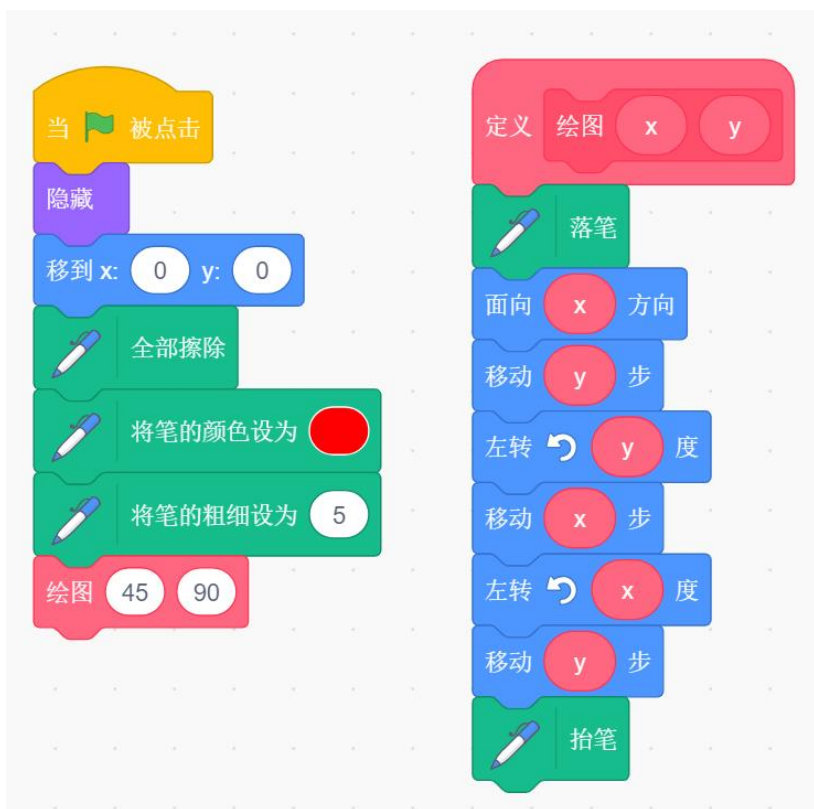 当 被点击
隐藏
移到 x: 0 y: 0
全部擦除
将笔的颜色设为
将笔的粗细设为 5
绘图 45 90
定义 绘图 x y
落笔
面向 x 方向
移动 y 步
左转 y 度
移动 x 步
左转 x 度
移动 y 步
抬笔